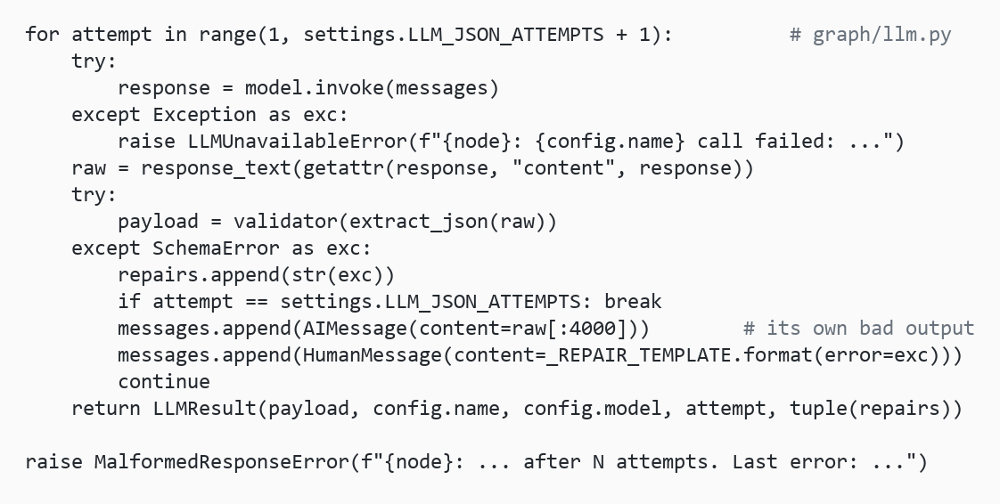 for attempt in range(1, settings.LLM_JSON_ATTEMPTS + 1):          # graph/llm.py
    try:
        response = model.invoke(messages)
    except Exception as exc:
        raise LLMUnavailableError(f"{node}: {config.name} call failed: ...")
    raw = response_text(getattr(response, "content", response))
    try:
        payload = validator(extract_json(raw))
    except SchemaError as exc:
        repairs.append(str(exc))
        if attempt == settings.LLM_JSON_ATTEMPTS: break
        messages.append(AIMessage(content=raw[:4000]))        # its own bad output
        messages.append(HumanMessage(content=_REPAIR_TEMPLATE.format(error=exc)))
        continue
    return LLMResult(payload, config.name, config.model, attempt, tuple(repairs))

raise MalformedResponseError(f"{node}: ... after N attempts. Last error: ...")